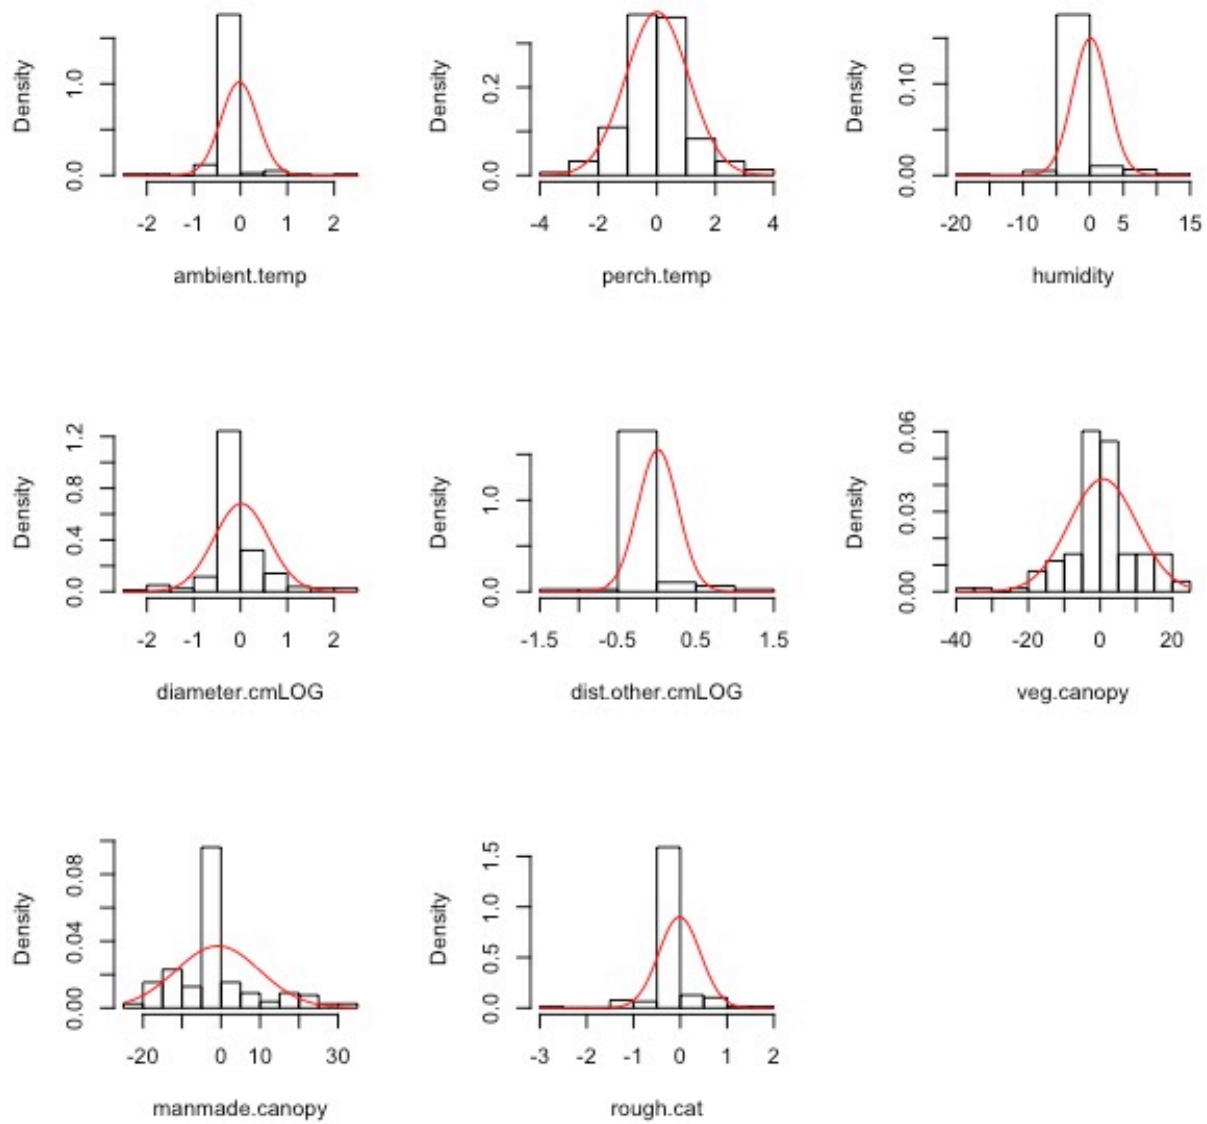 Density
0.0 1.0
-2 -1 0 1 2
ambient.temp
Density
0.0 0.2
-4 -2 0 2 4
perch.temp
Density
0.00 0.10
-20 -10 0 5 15
humidity
Density
0.0 0.4 0.8 1.2
-2 -1 0 1 2
diameter.cmLOG
Density
0.0 1.0
-1.5 -0.5 0.5 1.5
dist.other.cmLOG
Density
0.00 0.03 0.06
-40 -20 0 20
veg.canopy
Density
0.00 0.04 0.08
-20 0 10 30
manmade.canopy
Density
0.0 0.5 1.0 1.5
-3 -2 -1 0 1 2
rough.cat